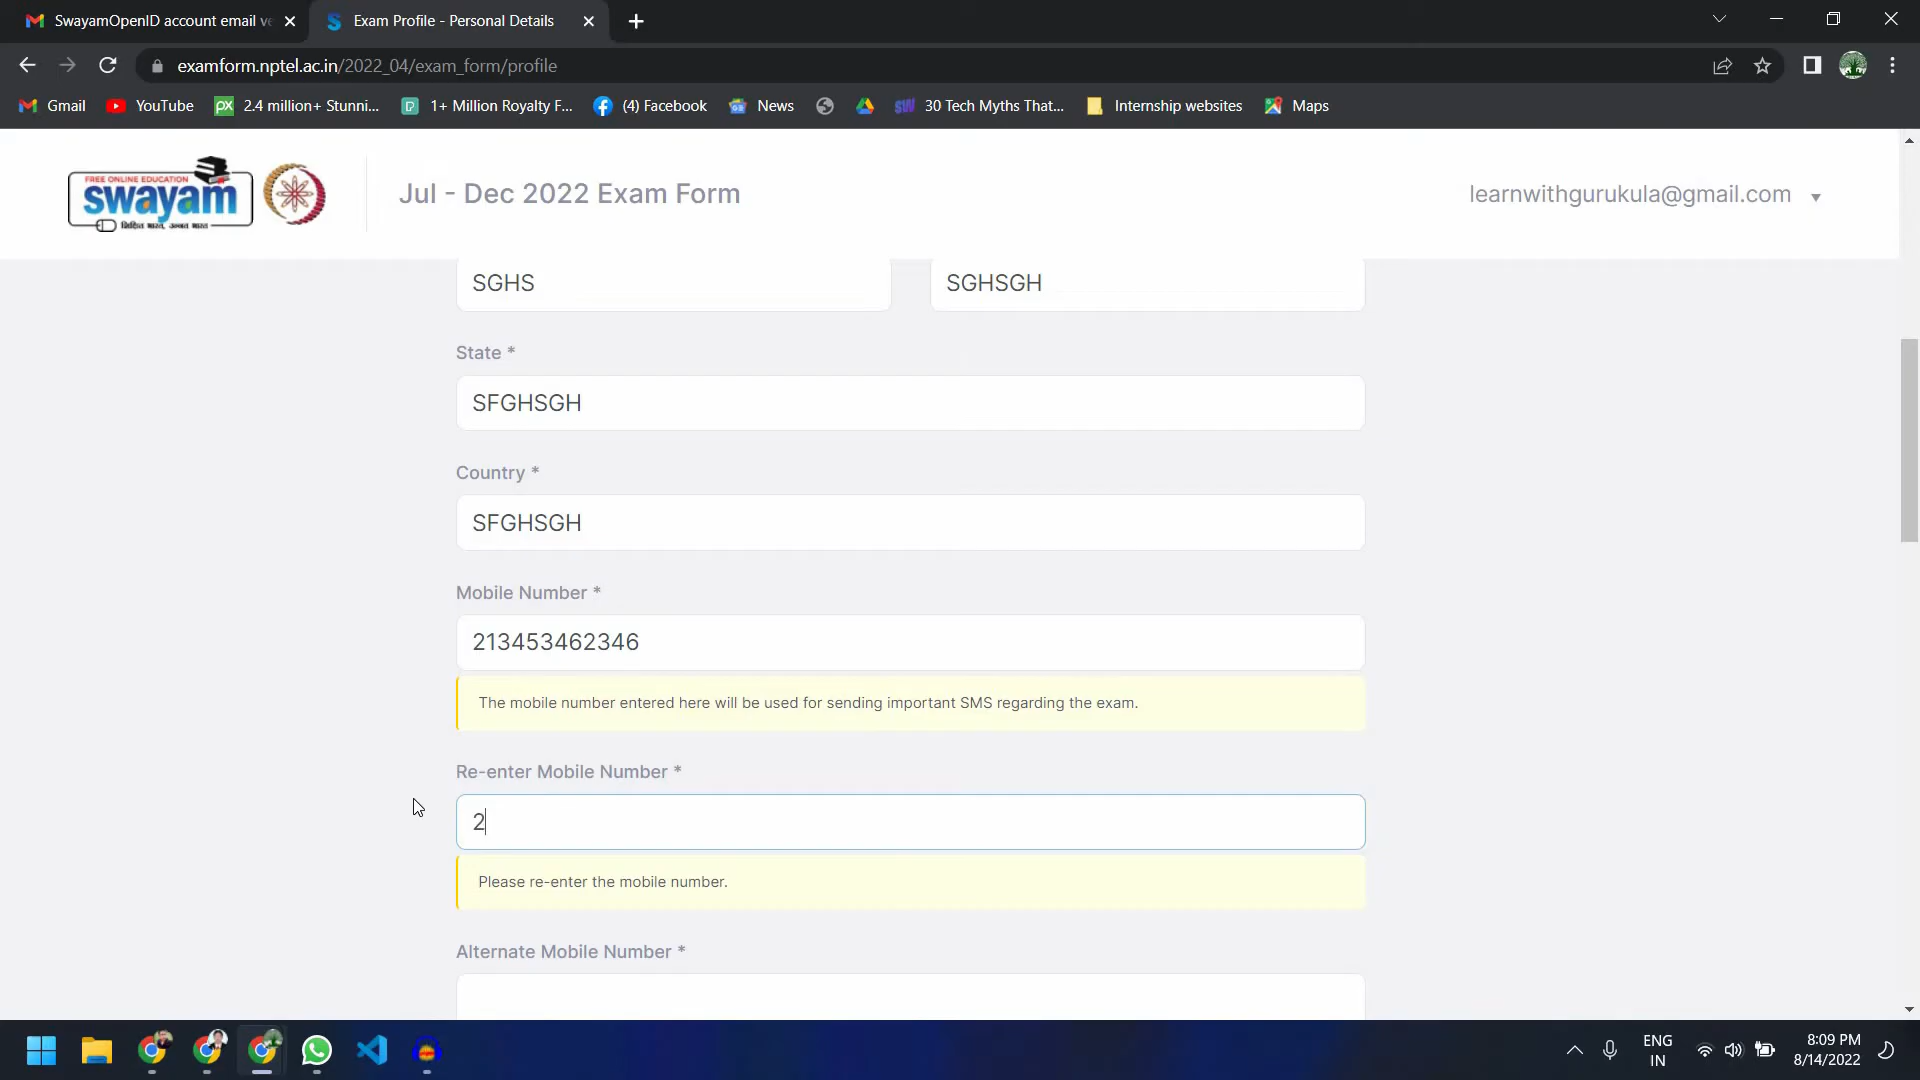 SwayamOpenID account email ve
Exam Profile - Personal Details
examform.nptel.ac.in/2022_04/exam_form/profile
Gmail
YouTube
2.4 million+ Stunni...
1+ Million Royalty F...
(4) Facebook
News
30 Tech Myths That...
Internship websites
Maps
FREE ONLINE EDUCATION
swayam
शिक्षित भारत, उन्नत भारत
Jul - Dec 2022 Exam Form
learnwithgurukula@gmail.com
SGHS
SGHSGH
State *
SFGHSGH
Country *
SFGHSGH
Mobile Number *
213453462346
The mobile number entered here will be used for sending important SMS regarding the exam.
Re-enter Mobile Number *
2
Please re-enter the mobile number.
Alternate Mobile Number *
ENG
IN
8:09 PM
8/14/2022